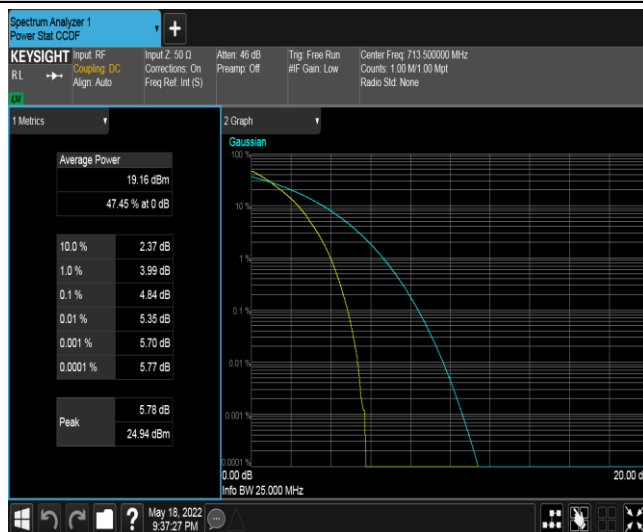 Spectrum Analyzer 1
Power Stat CCDF
+
KEYSIGHT
RL
LXI
Input: RF
Coupling: DC
Align: Auto
Input Z: 50 Ω
Corrections: On
Freq Ref: Int (S)
Atten: 46 dB
Preamp: Off
Trig: Free Run
#IF Gain: Low
Center Freq: 713.500000 MHz
Counts: 1.00 M/1.00 Mpt
Radio Std: None
1 Metrics
Average Power
19.16 dBm
47.45 % at 0 dB
10.0 % 2.37 dB
1.0 % 3.99 dB
0.1 % 4.84 dB
0.01 % 5.35 dB
0.001 % 5.70 dB
0.0001 % 5.77 dB
Peak
5.78 dB
24.94 dBm
2 Graph
Gaussian
100 %
10 %
1 %
0.1 %
0.01 %
0.001 %
0.0001 %
0.00 dB
20.00 d
Info BW 25.000 MHz
?
May 18, 2022
9:37:27 PM